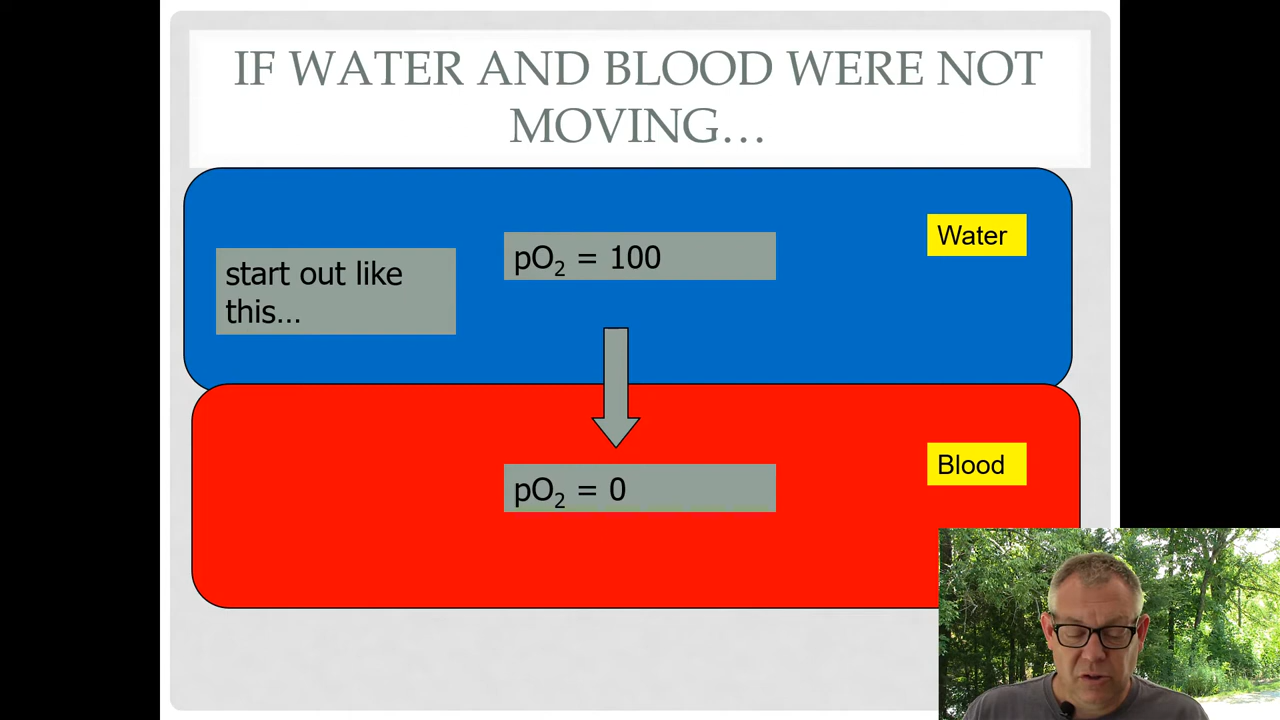 IF WATER AND BLOOD WERE NOT
MOVING…
Water
pO₂ = 100
start out like
this…
Blood
pO₂ = 0